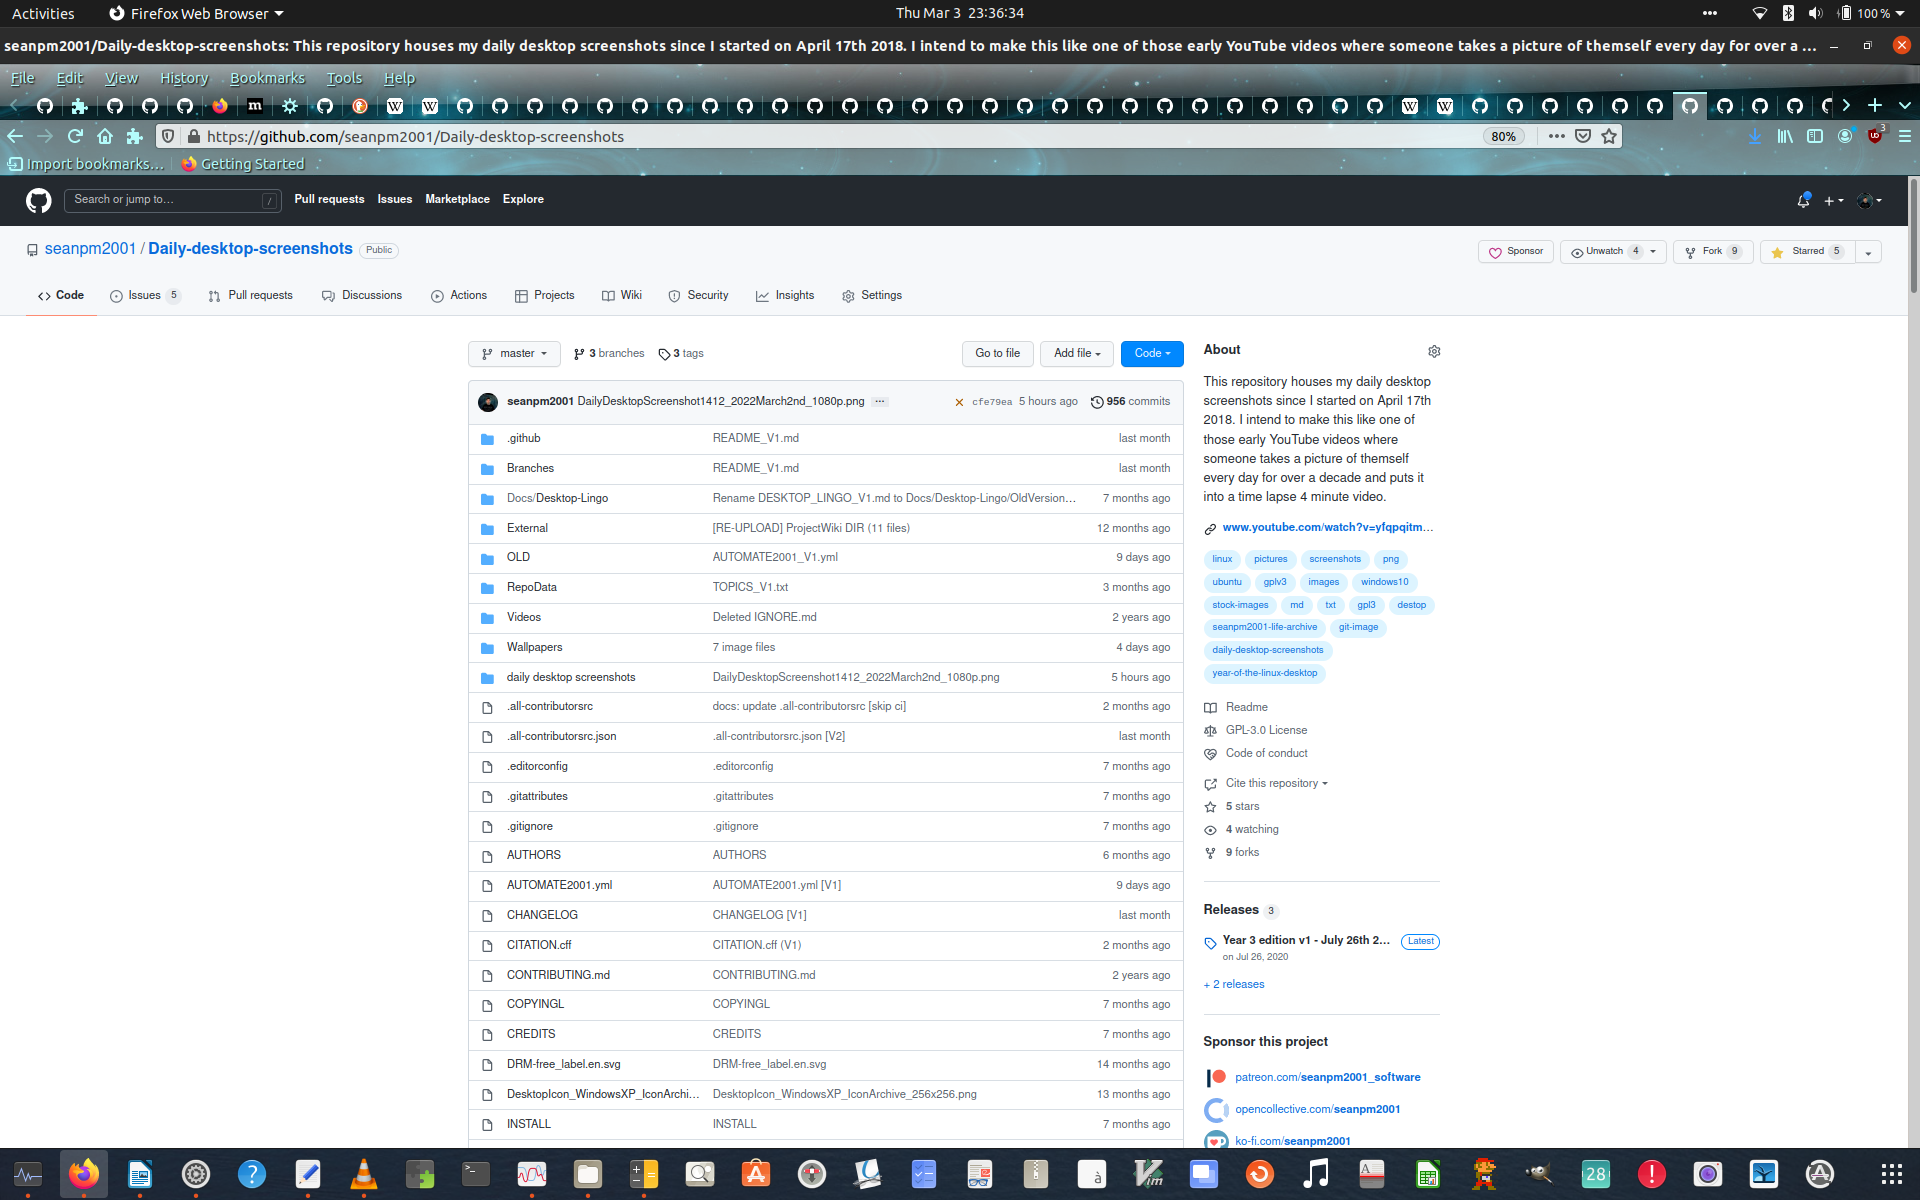 Activities
Firefox Web Browser
Thu Mar 3 23:36:34
100 %
seanpm2001/Daily-desktop-screenshots: This repository houses my daily desktop screenshots since I started on April 17th 2018. I intend to make this like one of those early YouTube videos where someone takes a picture of themself every day for over a ...
File Edit View History Bookmarks Tools Help
https://github.com/seanpm2001/Daily-desktop-screenshots
80%
3
Import bookmarks... Getting Started
Search or jump to... /
Pull requests Issues Marketplace Explore
seanpm2001 / Daily-desktop-screenshots Public
Sponsor Unwatch 4 Fork 9 Starred 5
Code Issues 5 Pull requests Discussions Actions Projects Wiki Security Insights Settings
master 3 branches 3 tags Go to file Add file Code
seanpm2001 DailyDesktopScreenshot1412_2022March2nd_1080p.png ... cfe79ea 5 hours ago 956 commits
.github README_V1.md last month
Branches README_V1.md last month
Docs/Desktop-Lingo Rename DESKTOP_LINGO_V1.md to Docs/Desktop-Lingo/OldVersion... 7 months ago
External [RE-UPLOAD] ProjectWiki DIR (11 files) 12 months ago
OLD AUTOMATE2001_V1.yml 9 days ago
RepoData TOPICS_V1.txt 3 months ago
Videos Deleted IGNORE.md 2 years ago
Wallpapers 7 image files 4 days ago
daily desktop screenshots DailyDesktopScreenshot1412_2022March2nd_1080p.png 5 hours ago
.all-contributorsrc docs: update .all-contributorsrc [skip ci] 2 months ago
.all-contributorsrc.json .all-contributorsrc.json [V2] last month
.editorconfig .editorconfig 7 months ago
.gitattributes .gitattributes 7 months ago
.gitignore .gitignore 7 months ago
AUTHORS AUTHORS 6 months ago
AUTOMATE2001.yml AUTOMATE2001.yml [V1] 9 days ago
CHANGELOG CHANGELOG [V1] last month
CITATION.cff CITATION.cff (V1) 2 months ago
CONTRIBUTING.md CONTRIBUTING.md 2 years ago
COPYINGL COPYINGL 7 months ago
CREDITS CREDITS 7 months ago
DRM-free_label.en.svg DRM-free_label.en.svg 14 months ago
DesktopIcon_WindowsXP_IconArchi... DesktopIcon_WindowsXP_IconArchive_256x256.png 13 months ago
INSTALL INSTALL 7 months ago
About
This repository houses my daily desktop
screenshots since I started on April 17th
2018. I intend to make this like one of
those early YouTube videos where
someone takes a picture of themself
every day for over a decade and puts it
into a time lapse 4 minute video.
www.youtube.com/watch?v=yfqpqitm...
linux pictures screenshots png
ubuntu gplv3 images windows10
stock-images md txt gpl3 destop
seanpm2001-life-archive git-image
daily-desktop-screenshots
year-of-the-linux-desktop
Readme
GPL-3.0 License
Code of conduct
Cite this repository
5 stars
4 watching
9 forks
Releases 3
Year 3 edition v1 - July 26th 2... Latest
on Jul 26, 2020
+ 2 releases
Sponsor this project
patreon.com/seanpm2001_software
opencollective.com/seanpm2001
ko-fi.com/seanpm2001
28